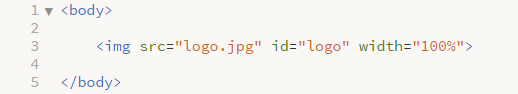 1 <body>
2
3 <img src="logo.jpg" id="logo" width="100%">
4
5 </body>